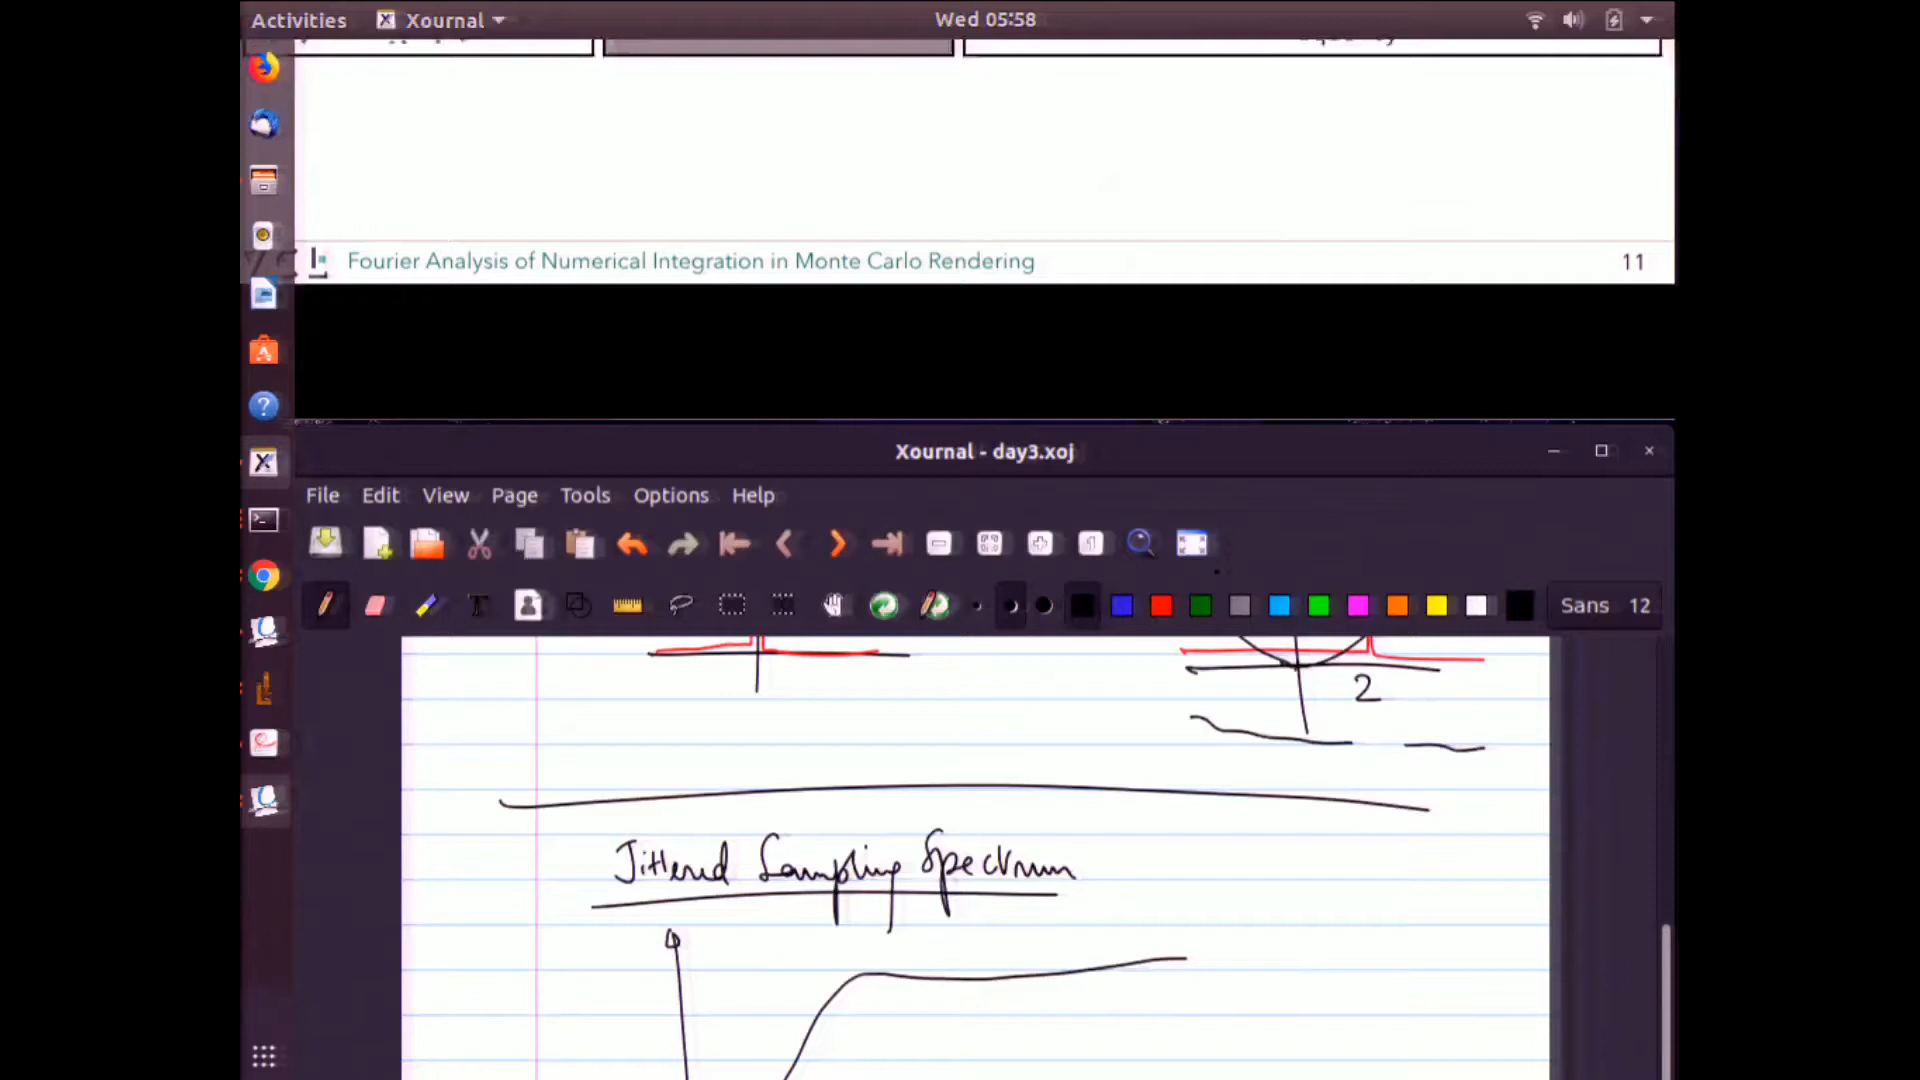 Activities Xournal Wed 05:58
Fourier Analysis of Numerical Integration in Monte Carlo Rendering 11
Xournal - day3.xoj
File Edit View Page Tools Options Help
Sans 12
2
Jittered Sampling Spectrum